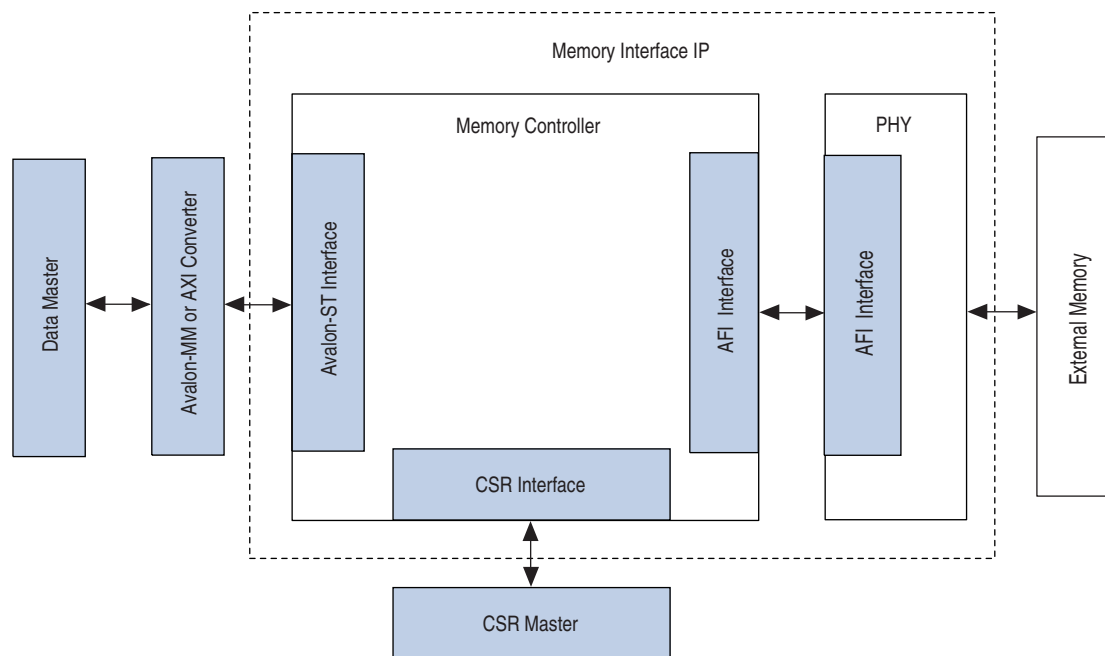 Memory Interface IP
Memory Controller
PHY
Data Master
Avalon-MM or AXI Converter
Avalon-ST Interface
AFI Interface
AFI Interface
External Memory
CSR Interface
CSR Master